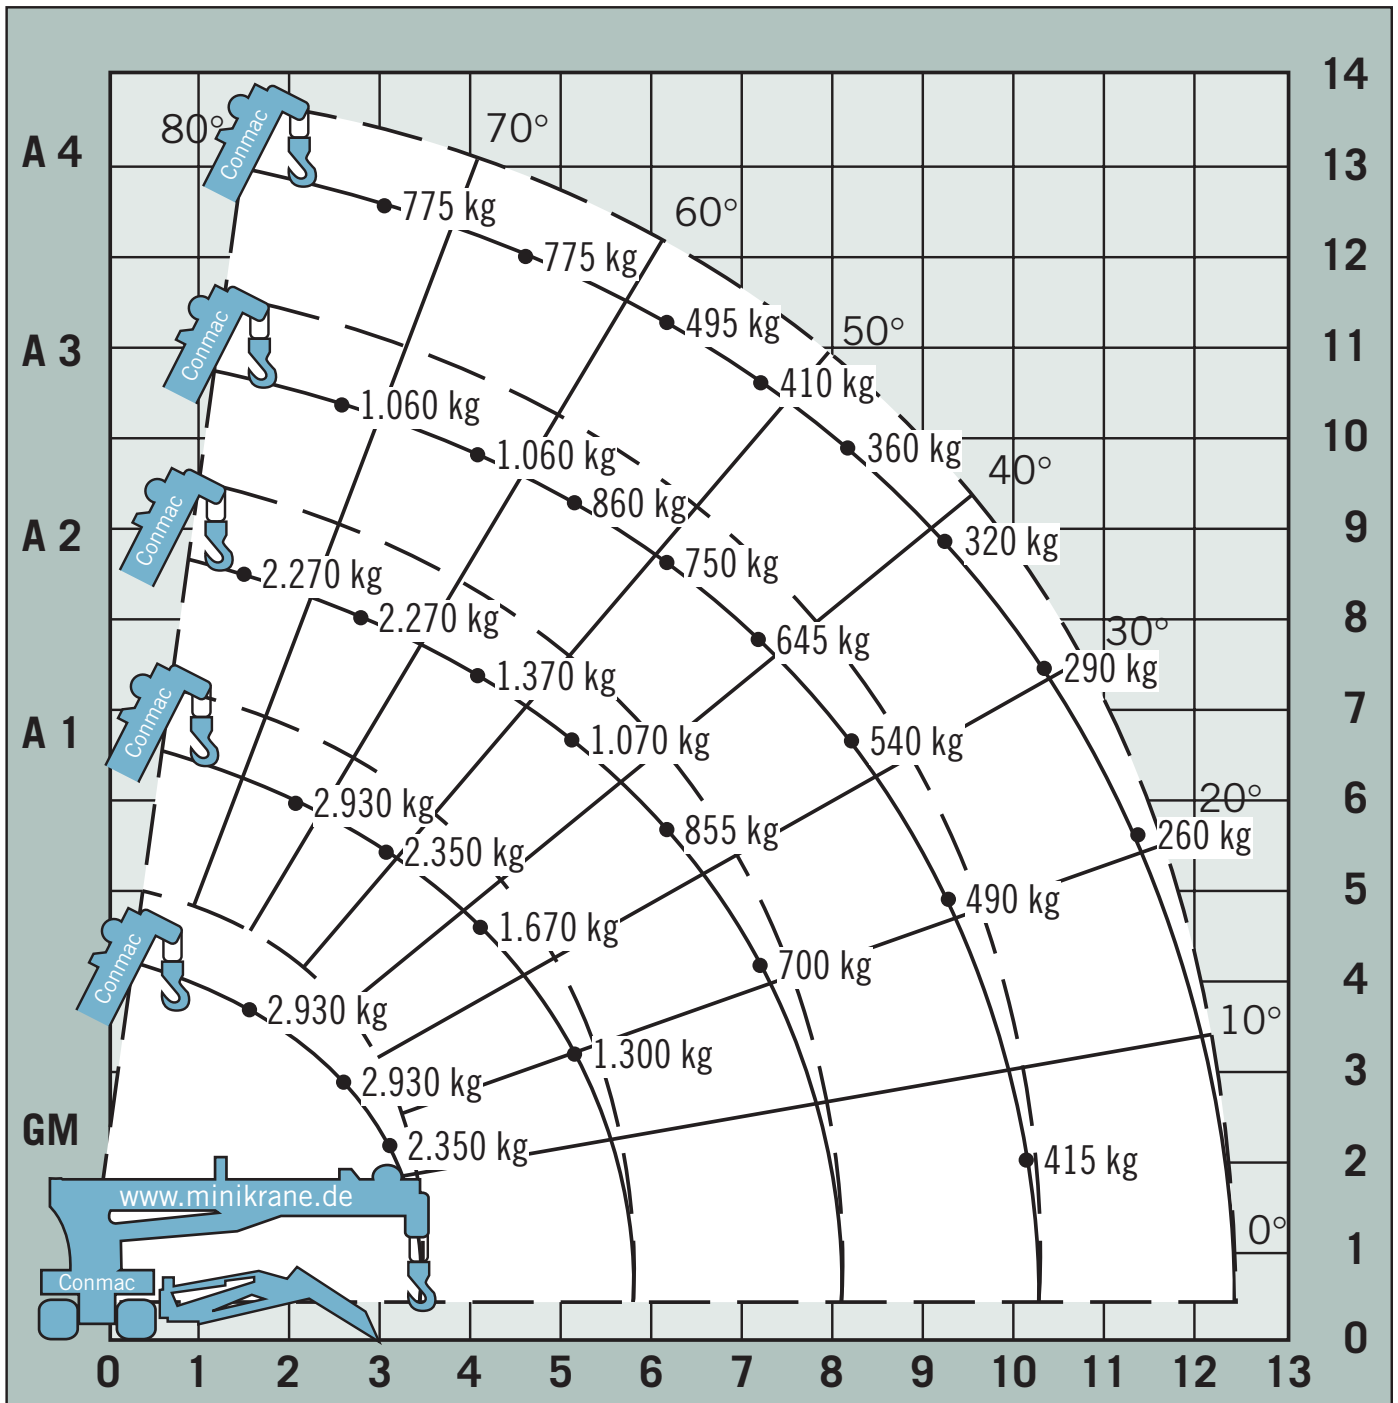 14
80°
70°
Conmac
A 4
13
775 kg
60°
12
775 kg
495 kg
50°
Conmac
A 3
11
410 kg
1.060 kg
10
360 kg
1.060 kg
40°
860 kg
Conmac
A 2
9
320 kg
750 kg
2.270 kg
8
2.270 kg
30°
645 kg
290 kg
1.370 kg
7
Conmac
A 1
1.070 kg
540 kg
6
20°
2.930 kg
855 kg
260 kg
2.350 kg
5
490 kg
1.670 kg
Conmac
700 kg
4
2.930 kg
10°
1.300 kg
3
2.930 kg
GM
2.350 kg
415 kg
2
www.minikrane.de
0°
1
Conmac
0
0 1 2 3 4 5 6 7 8 9 10 11 12 13